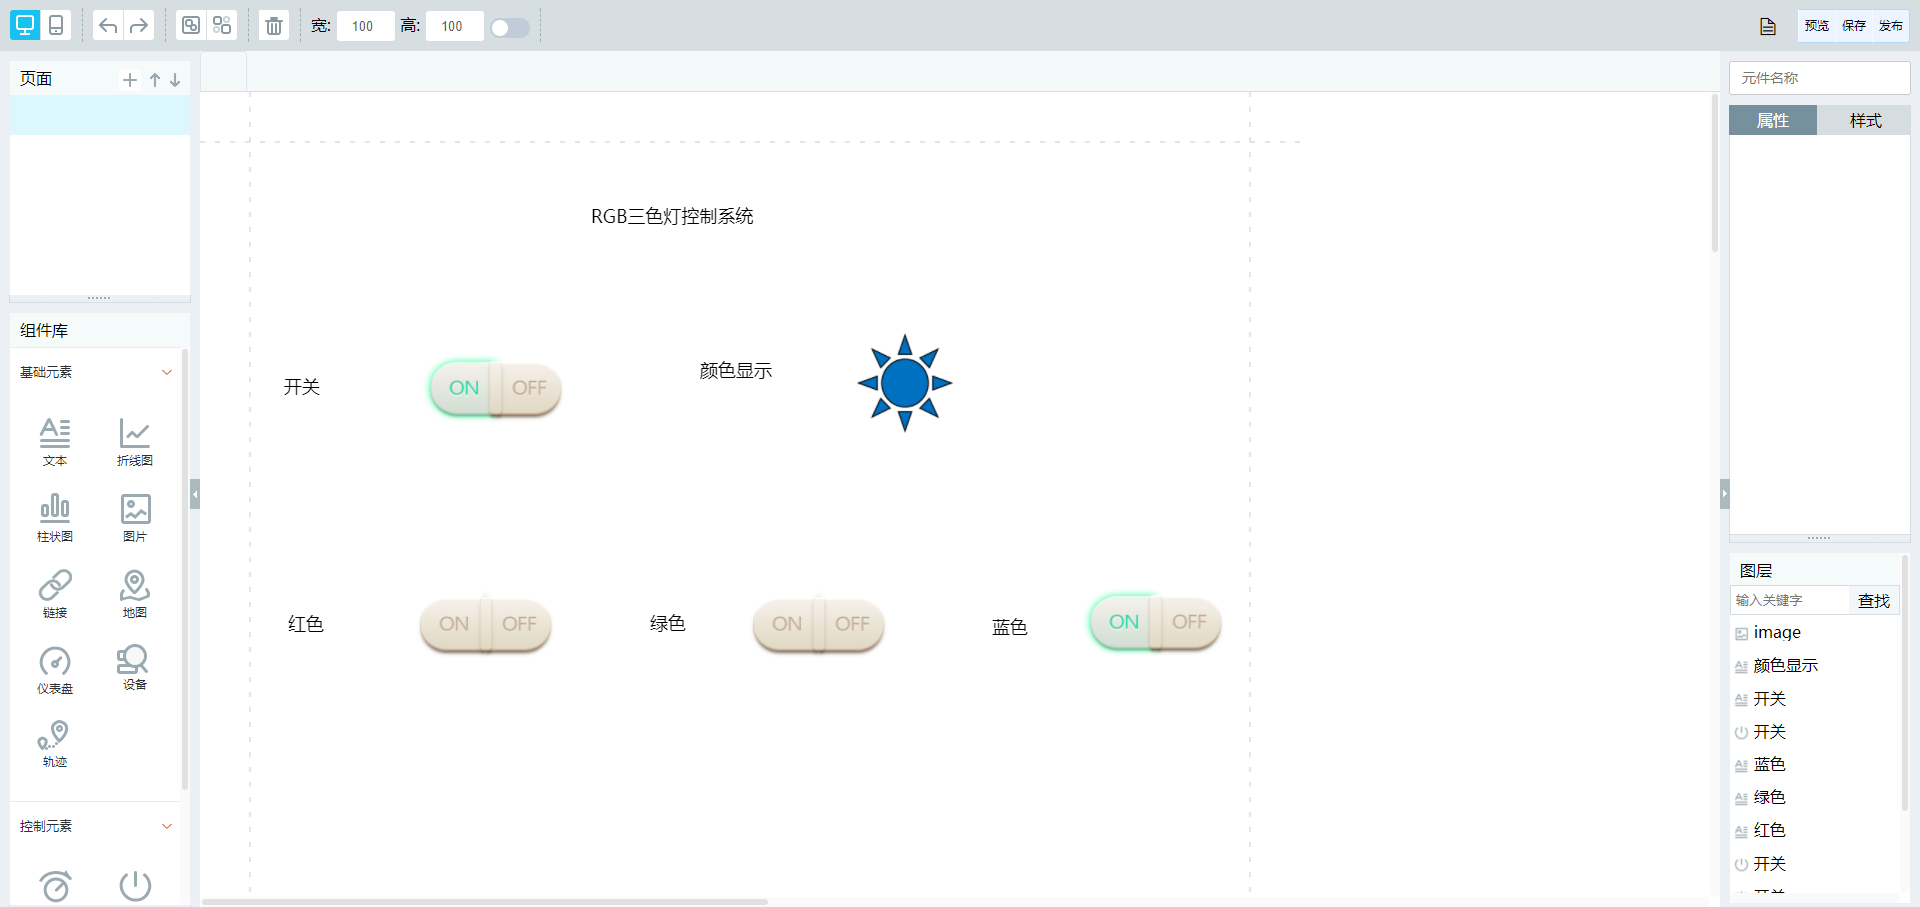 宽: 100 高: 100
预览 保存 发布
页面
组件库
基础元素
文本 折线图
柱状图 图片
链接 地图
仪表盘 设备
轨迹
控制元素
RGB三色灯控制系统
开关 ON OFF 颜色显示
红色 ON OFF 绿色 ON OFF 蓝色 ON OFF
元件名称
属性 样式
图层
输入关键字 查找
image
颜色显示
开关
开关
蓝色
绿色
红色
开关